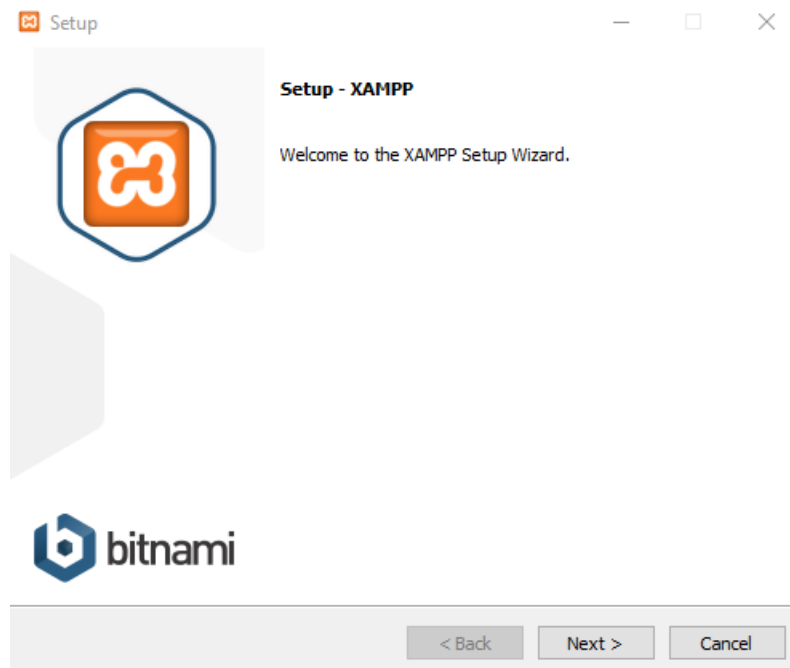 Setup
Setup - XAMPP
Welcome to the XAMPP Setup Wizard.
bitnami
< Back
Next >
Cancel